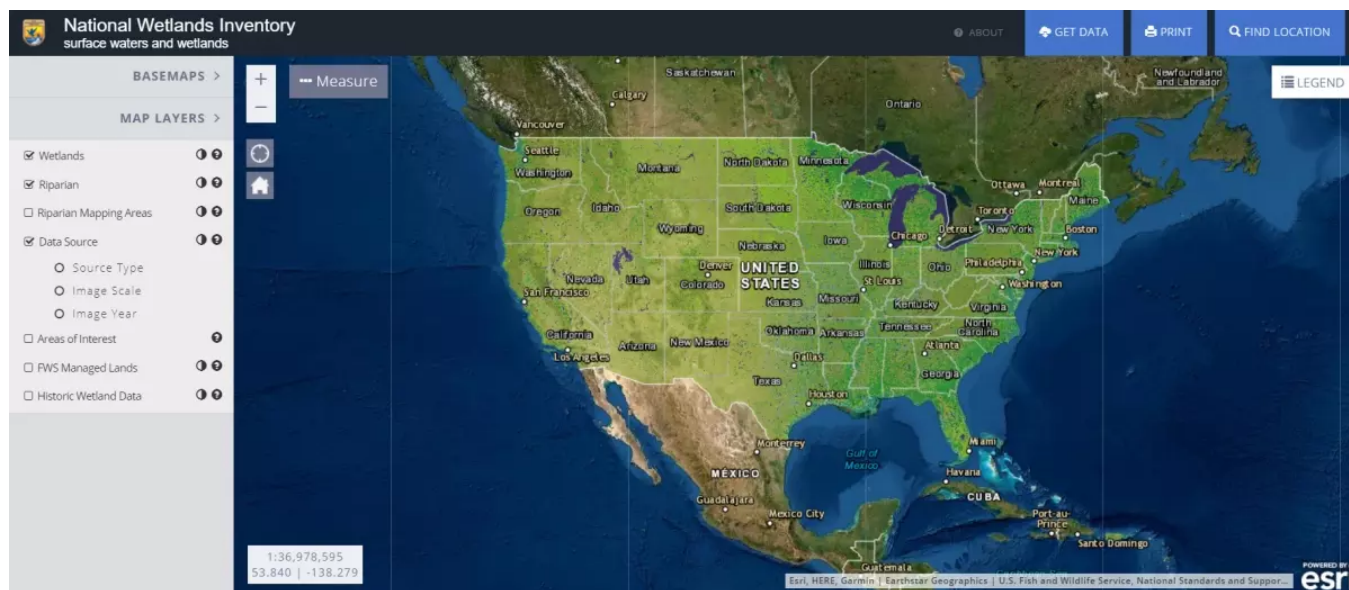 National Wetlands Inventory
surface waters and wetlands
ABOUT
GET DATA
PRINT
FIND LOCATION
BASEMAPS >
MAP LAYERS >
Wetlands
Riparian
Riparian Mapping Areas
Data Source
Source Type
Image Scale
Image Year
Areas of Interest
FWS Managed Lands
Historic Wetland Data
+
−
Measure
LEGEND
Saskatchewan
Newfoundland
and Labrador
Calgary
Ontario
Vancouver
Seattle
Washington
Montana
North Dakota
Minnesota
Ottawa
Montreal
Maine
Oregon
Idaho
South Dakota
Wisconsin
Toronto
Wyoming
Chicago
Detroit
New York
Boston
Nebraska
Iowa
New York
Nevada
Utah
Denver
Colorado
UNITED
STATES
Illinois
Ohio
Philadelphia
San Francisco
Kansas
Missouri
St Louis
Kentucky
Virginia
Washington
California
Arizona
New Mexico
Oklahoma
Arkansas
Tennessee
North
Carolina
Los Angeles
Dallas
Atlanta
Texas
Georgia
Houston
Monterrey
Gulf of
Mexico
Miami
MÉXICO
Havana
CUBA
Guadalajara
Mexico City
Port-au-
Prince
Santo Domingo
Guatemala
1:36,978,595
53.840 | -138.279
Esri, HERE, Garmin | Earthstar Geographics | U.S. Fish and Wildlife Service, National Standards and Suppor...
POWERED BY
esri